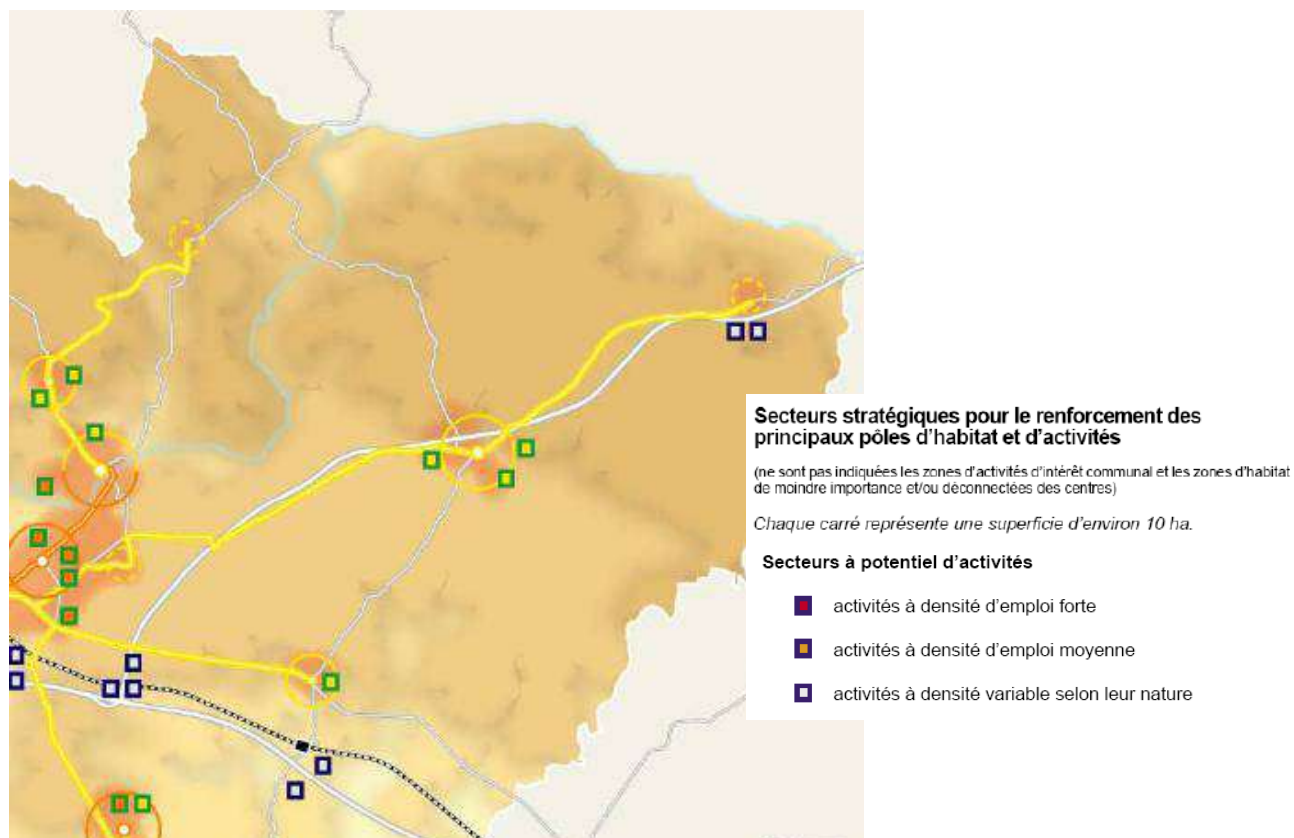 Secteurs stratégiques pour le renforcement des
principaux pôles d'habitat et d'activités
(ne sont pas indiquées les zones d'activités d'intérêt communal et les zones d'habitat
de moindre importance et/ou déconnectées des centres)
Chaque carré représente une superficie d'environ 10 ha.
Secteurs à potentiel d'activités
activités à densité d'emploi forte
activités à densité d'emploi moyenne
activités à densité variable selon leur nature